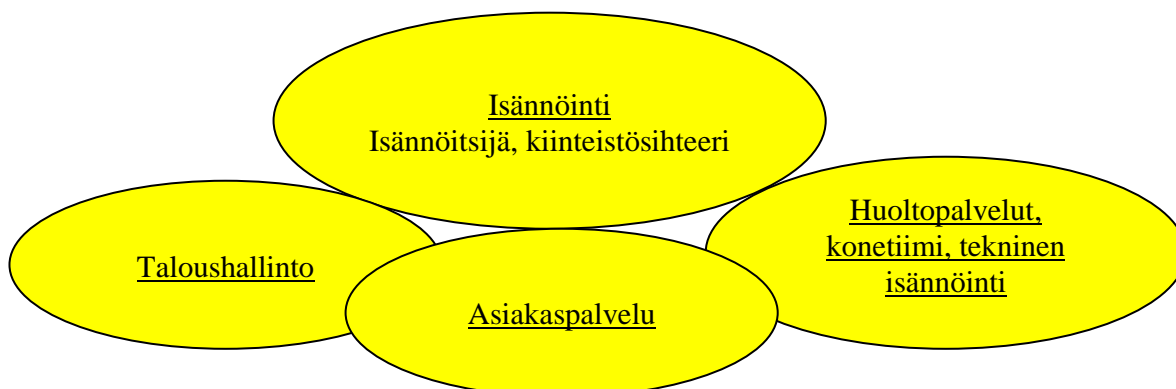 Isännöinti
Isännöitsijä, kiinteistösihteeri
Taloushallinto
Asiakaspalvelu
Huoltopalvelut,
konetiimi, tekninen
isännöinti